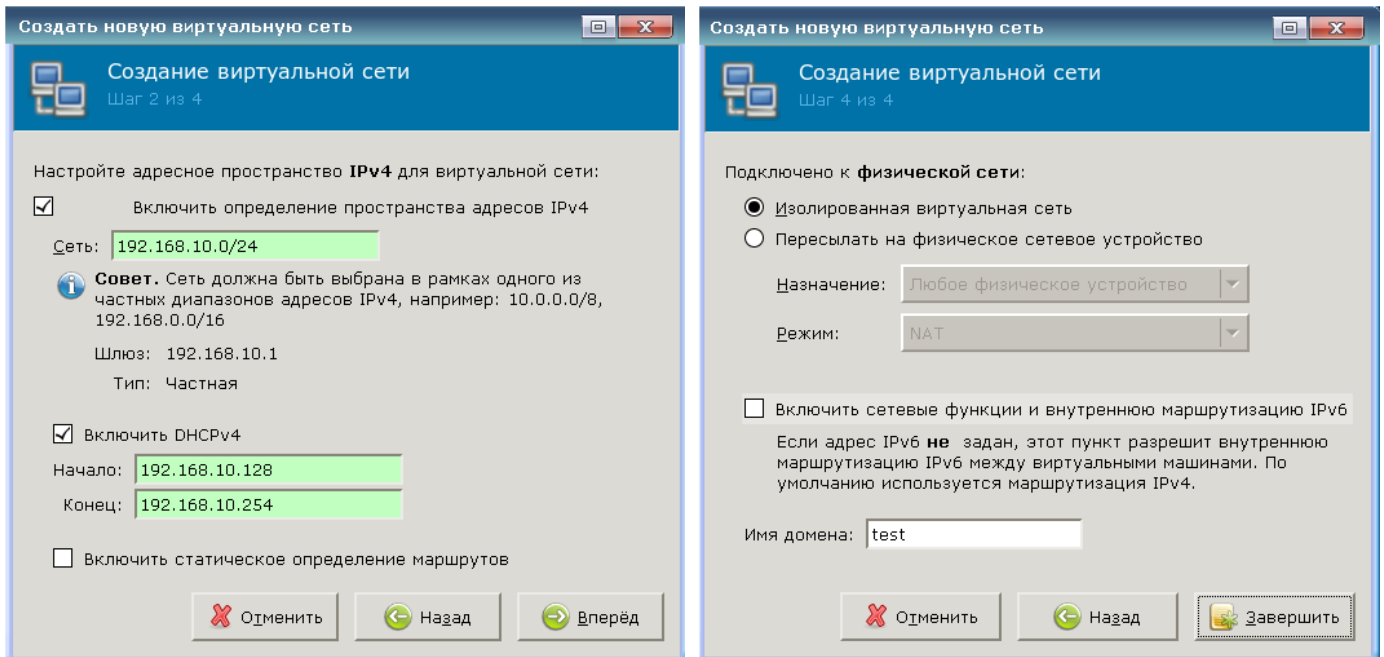 Создать новую виртуальную сеть
Создание виртуальной сети
Шаг 2 из 4
Настройте адресное пространство IPv4 для виртуальной сети:
Включить определение пространства адресов IPv4
Сеть: 192.168.10.0/24
Совет. Сеть должна быть выбрана в рамках одного из
частных диапазонов адресов IPv4, например: 10.0.0.0/8,
192.168.0.0/16
Шлюз: 192.168.10.1
Тип: Частная
Включить DHCPv4
Начало: 192.168.10.128
Конец: 192.168.10.254
Включить статическое определение маршрутов
Отменить Назад Вперёд
Создать новую виртуальную сеть
Создание виртуальной сети
Шаг 4 из 4
Подключено к физической сети:
Изолированная виртуальная сеть
Пересылать на физическое сетевое устройство
Назначение: Любое физическое устройство
Режим: NAT
Включить сетевые функции и внутреннюю маршрутизацию IPv6
Если адрес IPv6 не задан, этот пункт разрешит внутреннюю
маршрутизацию IPv6 между виртуальными машинами. По
умолчанию используется маршрутизация IPv4.
Имя домена: test
Отменить Назад Завершить